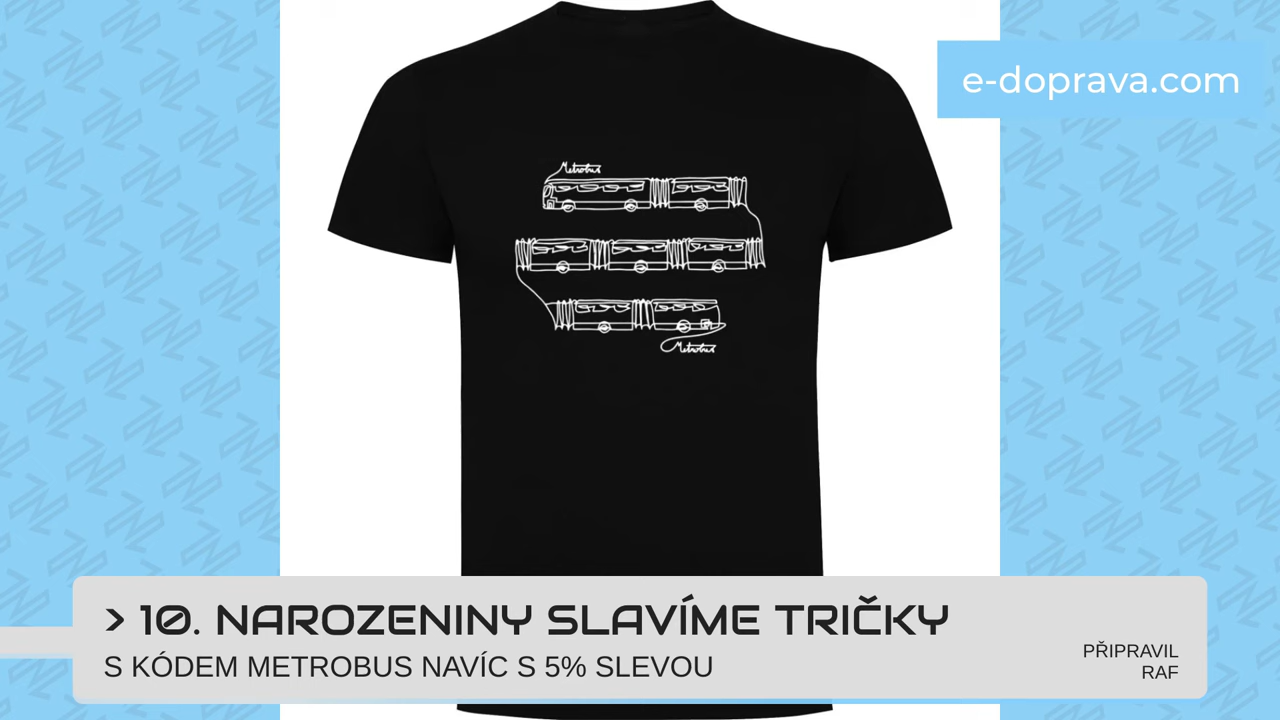 e-doprava.com
Metrobus
Metrobus
> 10. NAROZENINY SLAVÍME TRIČKY
S KÓDEM METROBUS NAVÍC S 5% SLEVOU
PŘIPRAVIL
RAF